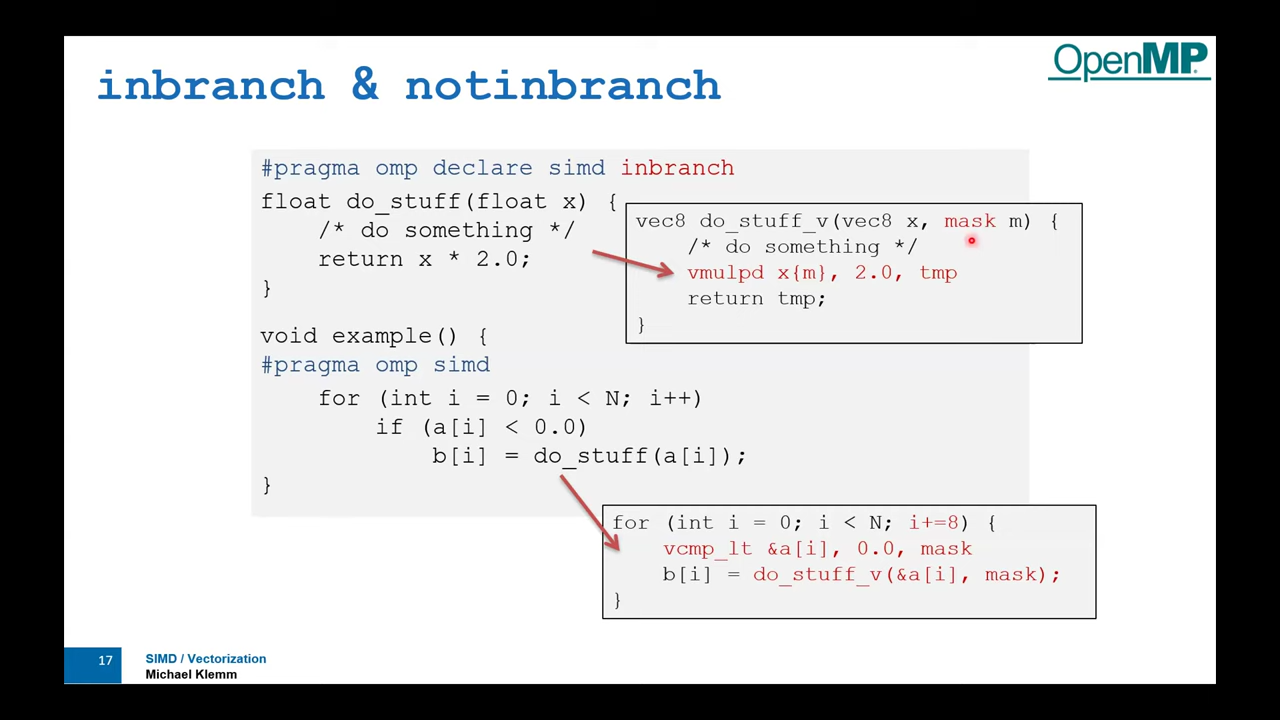 inbranch & notinbranch
OpenMP
#pragma omp declare simd inbranch
float do_stuff(float x) {
/* do something */
return x * 2.0;
}
vec8 do_stuff_v(vec8 x, mask m) {
/* do something */
vmulpd x{m}, 2.0, tmp
return tmp;
}
void example() {
#pragma omp simd
for (int i = 0; i < N; i++)
if (a[i] < 0.0)
b[i] = do_stuff(a[i]);
}
for (int i = 0; i < N; i+=8) {
vcmp_lt &a[i], 0.0, mask
b[i] = do_stuff_v(&a[i], mask);
}
17
SIMD / Vectorization
Michael Klemm